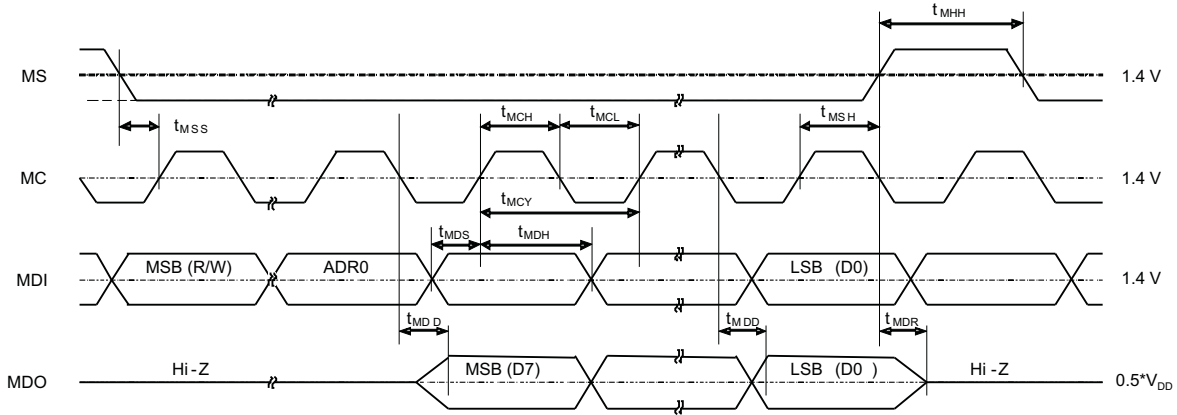 tMHH
MS
1.4 V
tMSS
tMCH
tMCL
tMSH
MC
1.4 V
tMCY
tMDS
tMDH
MSB (R/W)
ADR0
LSB (D0)
MDI
1.4 V
tMDD
tMDD
tMDR
Hi-Z
MSB (D7)
LSB (D0)
Hi-Z
MDO
0.5*VDD